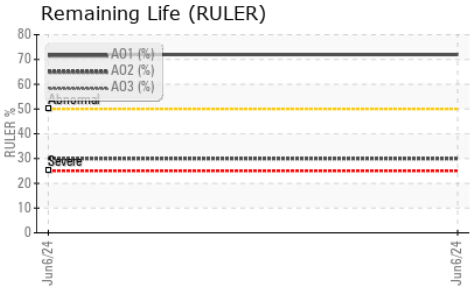 Remaining Life (RULER)
80
70
60
50
40
30
20
10
0
RULER %
AO1 (%)
AO2 (%)
AO3 (%)
Abnormal
Severe
Jun6/24
Jun6/24